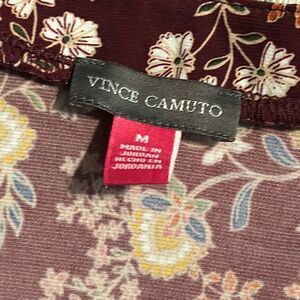 VINCE CAMUTO
M
MADE IN
JORDAN
HECHO EN
JORDANIA